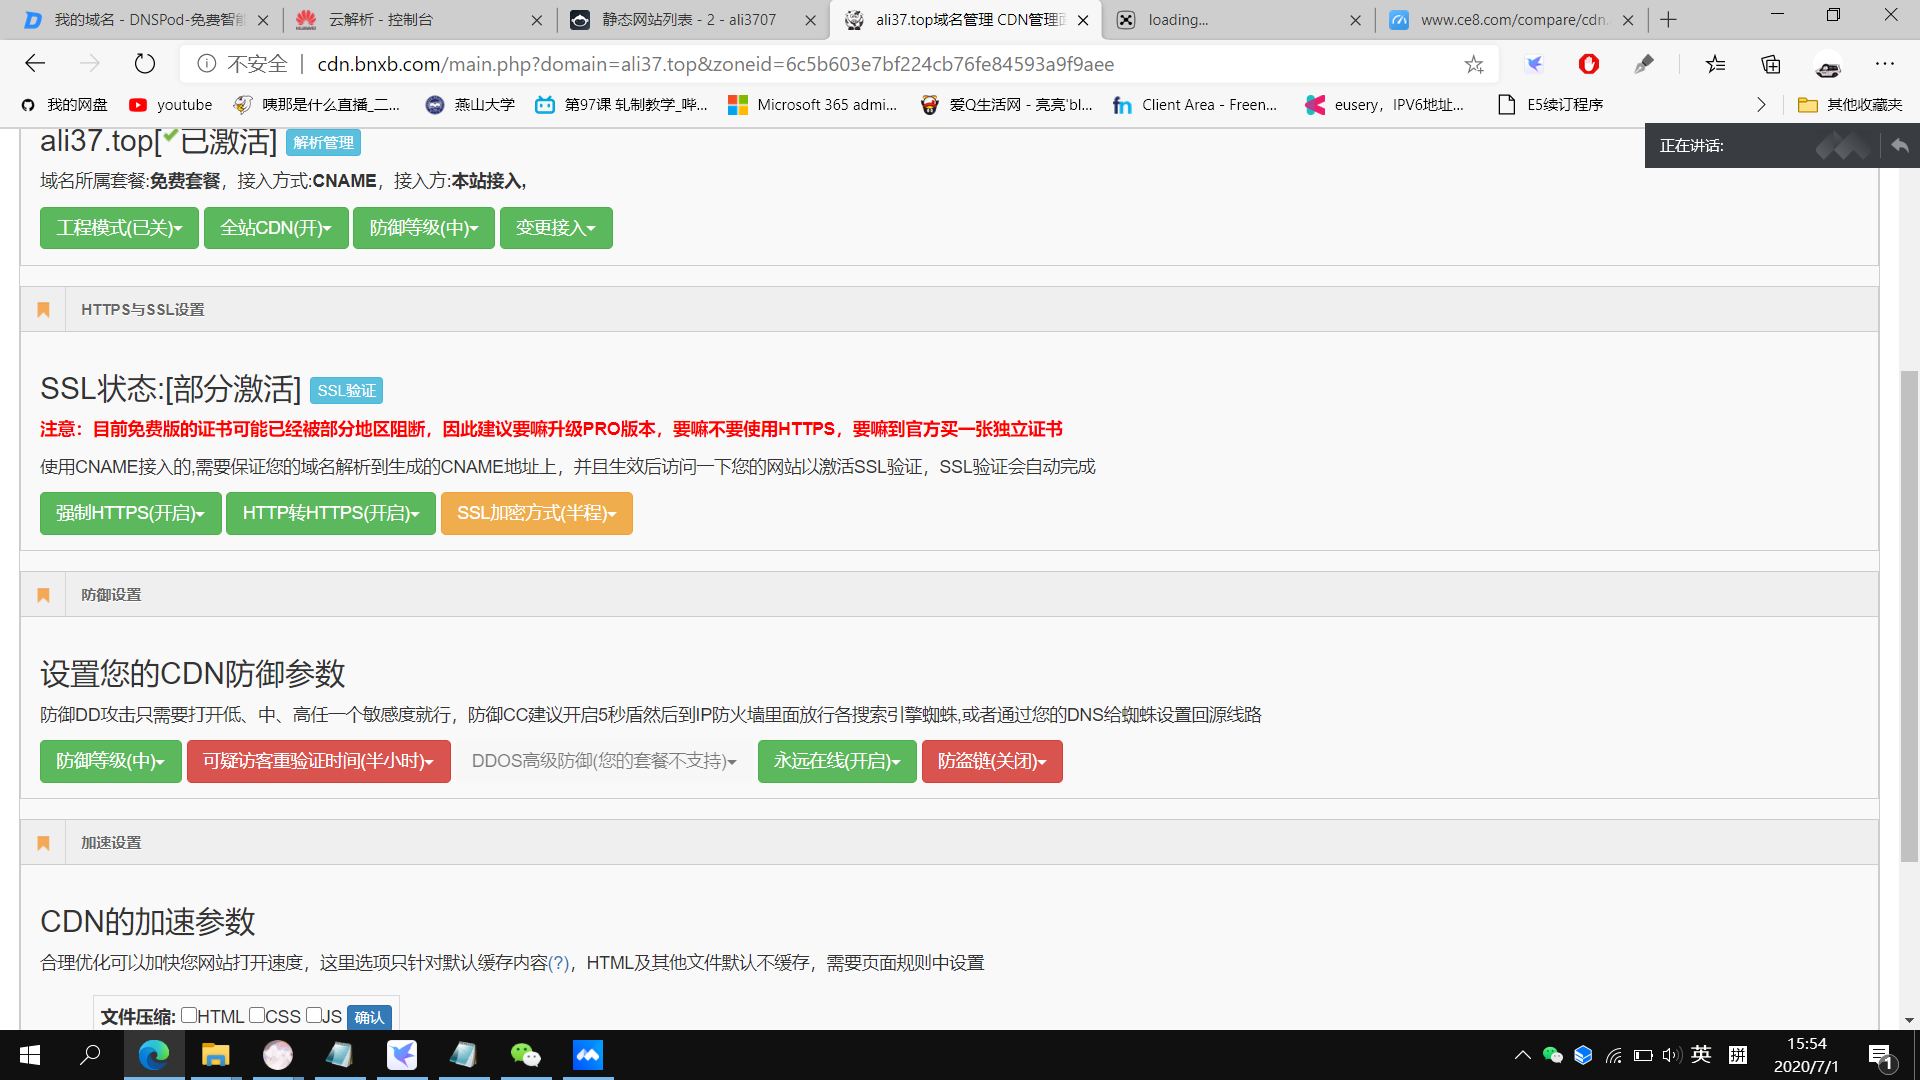 我的域名 - DNSPod-免费智能
云解析 - 控制台
静态网站列表 - 2 - ali3707
ali37.top域名管理 CDN管理面
loading...
www.ce8.com/compare/cdn.
不安全
cdn.bnxb.com/main.php?domain=ali37.top&zoneid=6c5b603e7bf224cb76fe84593a9f9aee
我的网盘
youtube
咦那是什么直播_二...
燕山大学
第97课 轧制教学_哔...
Microsoft 365 admi...
爱Q生活网 - 亮亮'bl...
Client Area - Freen...
eusery，IPV6地址...
E5续订程序
其他收藏夹
正在讲话:
ali37.top[已激活] 解析管理
域名所属套餐:免费套餐，接入方式:CNAME，接入方:本站接入,
工程模式(已关) 全站CDN(开) 防御等级(中) 变更接入
HTTPS与SSL设置
SSL状态:[部分激活] SSL验证
注意：目前免费版的证书可能已经被部分地区阻断，因此建议要嘛升级PRO版本，要嘛不要使用HTTPS，要嘛到官方买一张独立证书
使用CNAME接入的,需要保证您的域名解析到生成的CNAME地址上，并且生效后访问一下您的网站以激活SSL验证，SSL验证会自动完成
强制HTTPS(开启) HTTP转HTTPS(开启) SSL加密方式(半程)
防御设置
设置您的CDN防御参数
防御DD攻击只需要打开低、中、高任一个敏感度就行，防御CC建议开启5秒盾然后到IP防火墙里面放行各搜索引擎蜘蛛,或者通过您的DNS给蜘蛛设置回源线路
防御等级(中) 可疑访客重验证时间(半小时) DDOS高级防御(您的套餐不支持) 永远在线(开启) 防盗链(关闭)
加速设置
CDN的加速参数
合理优化可以加快您网站打开速度，这里选项只针对默认缓存内容(?)，HTML及其他文件默认不缓存，需要页面规则中设置
文件压缩: HTML CSS JS 确认
英
拼
15:54
2020/7/1
1